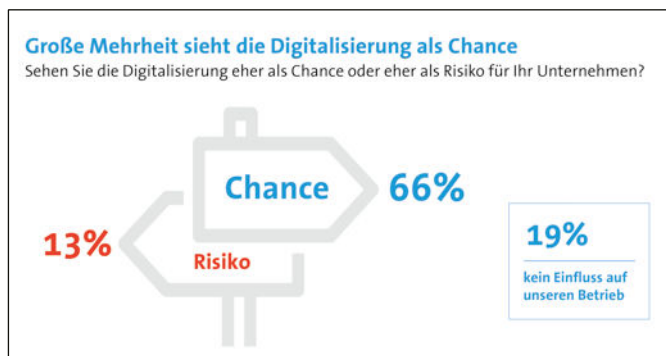 Große Mehrheit sieht die Digitalisierung als Chance
Sehen Sie die Digitalisierung eher als Chance oder eher als Risiko für Ihr Unternehmen?
Chance
66%
13%
Risiko
19%
kein Einfluss auf
unseren Betrieb